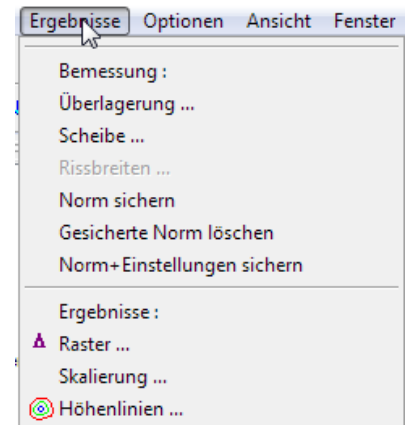 Ergebnisse Optionen Ansicht Fenster
Bemessung :
Überlagerung ...
Scheibe ...
Rissbreiten ...
Norm sichern
Gesicherte Norm löschen
Norm+Einstellungen sichern
Ergebnisse :
Raster ...
Skalierung ...
Höhenlinien ...